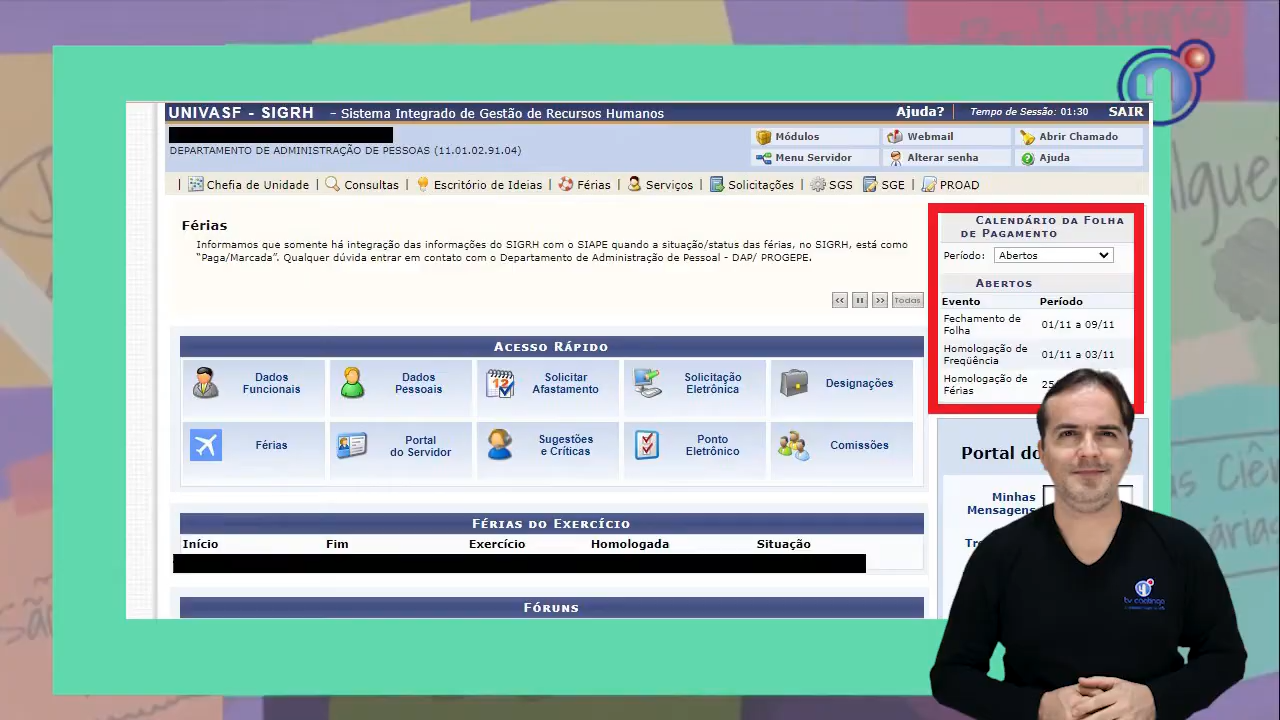 UNIVASF - SIGRH - Sistema Integrado de Gestão de Recursos Humanos
Ajuda? Tempo de Sessão: 01:30 SAIR
DEPARTAMENTO DE ADMINISTRAÇÃO DE PESSOAS (11.01.02.91.04)
Módulos Webmail Abrir Chamado
Menu Servidor Alterar senha Ajuda
Chefia de Unidade Consultas Escritório de Ideias Férias Serviços Solicitações SGS SGE PROAD
Férias
Informamos que somente há integração das informações do SIGRH com o SIAPE quando a situação/status das férias, no SIGRH, está como
"Paga/Marcada". Qualquer dúvida entrar em contato com o Departamento de Administração de Pessoal - DAP/ PROGEPE.
<< >> Todas
Calendário da Folha
de Pagamento
Período: Abertos
Abertos
Evento Período
Fechamento de
Folha
01/11 a 09/11
Homologação de
Freqüência
01/11 a 03/11
Homologação de
Férias
Acesso Rápido
Dados
Funcionais
Dados
Pessoais
Solicitar
Afastamento
Solicitação
Eletrônica
Designações
Férias
Portal
do Servidor
Sugestões
e Críticas
Ponto
Eletrônico
Comissões
Férias do Exercício
Início Fim Exercício Homologada Situação
Fóruns
Portal
Minhas
Mensagens
tv caatinga